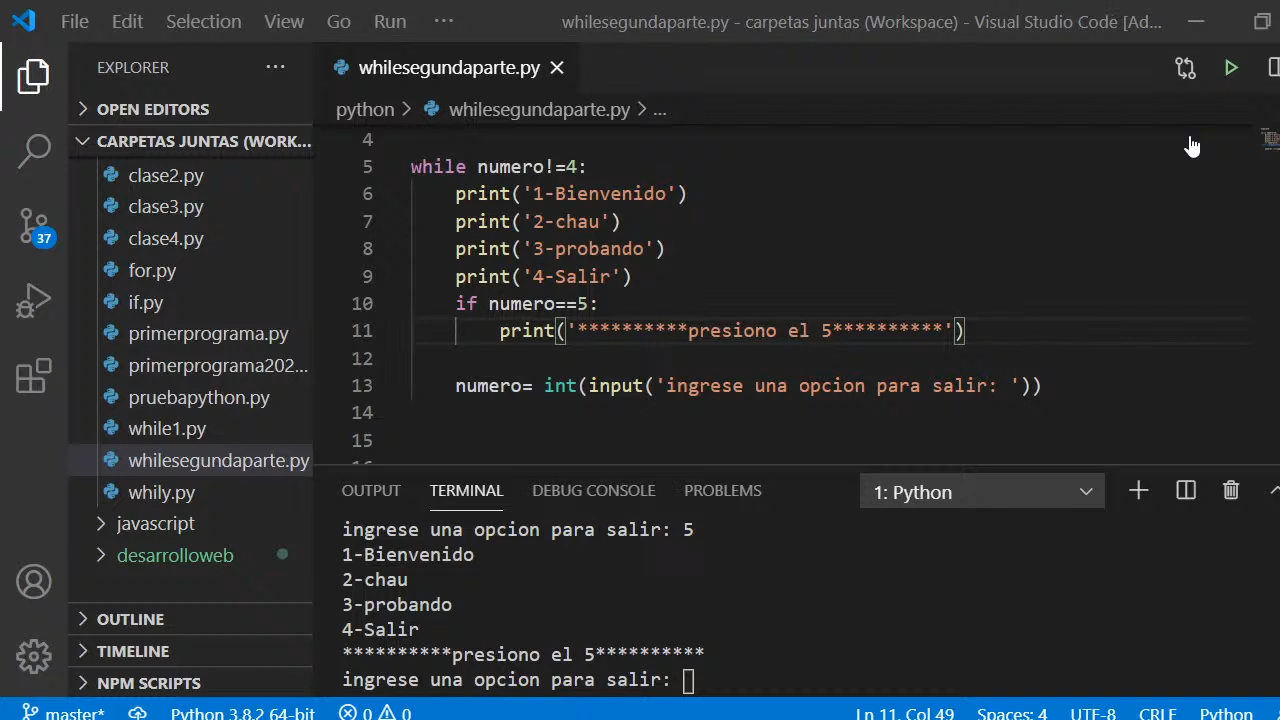 File Edit Selection View Go Run ··· whilesegundaparte.py - carpetas juntas (Workspace) - Visual Studio Code [Ad...
EXPLORER ···
whilesegundaparte.py
OPEN EDITORS
python > whilesegundaparte.py > ...
CARPETAS JUNTAS (WORK...
clase2.py
clase3.py
clase4.py
for.py
if.py
primerprograma.py
primerprograma202...
pruebapython.py
while1.py
whilesegundaparte.py
whily.py
javascript
desarrolloweb
OUTLINE
TIMELINE
NPM SCRIPTS
37
4
5 while numero!=4:
6 print('1-Bienvenido')
7 print('2-chau')
8 print('3-probando')
9 print('4-Salir')
10 if numero==5:
11 print('**********presiono el 5**********')
12
13 numero= int(input('ingrese una opcion para salir: '))
14
15
OUTPUT TERMINAL DEBUG CONSOLE PROBLEMS 1: Python
ingrese una opcion para salir: 5
1-Bienvenido
2-chau
3-probando
4-Salir
**********presiono el 5**********
ingrese una opcion para salir:
master* Python 3.8.2 64-bit 0 0 Ln 11, Col 49 Spaces: 4 UTF-8 CRLF Python